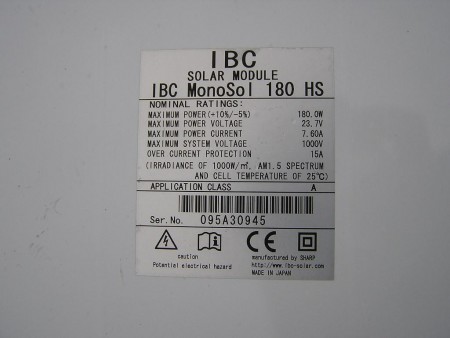 IBC
SOLAR MODULE
IBC MonoSol 180 HS
NOMINAL RATINGS:
MAXIMUM POWER(+10%/-5%) 180.0W
MAXIMUM POWER VOLTAGE 23.7V
MAXIMUM POWER CURRENT 7.60A
MAXIMUM SYSTEM VOLTAGE 1000V
OVER CURRENT PROTECTION 15A
(IRRADIANCE OF 1000W/㎡, AM1.5 SPECTRUM
AND CELL TEMPERATURE OF 25℃)
APPLICATION CLASS A
Ser.No. 095A30945
CE
caution
Potential electrical hazard
manufactured by SHARP
http://www.ibc-solar.com
MADE IN JAPAN